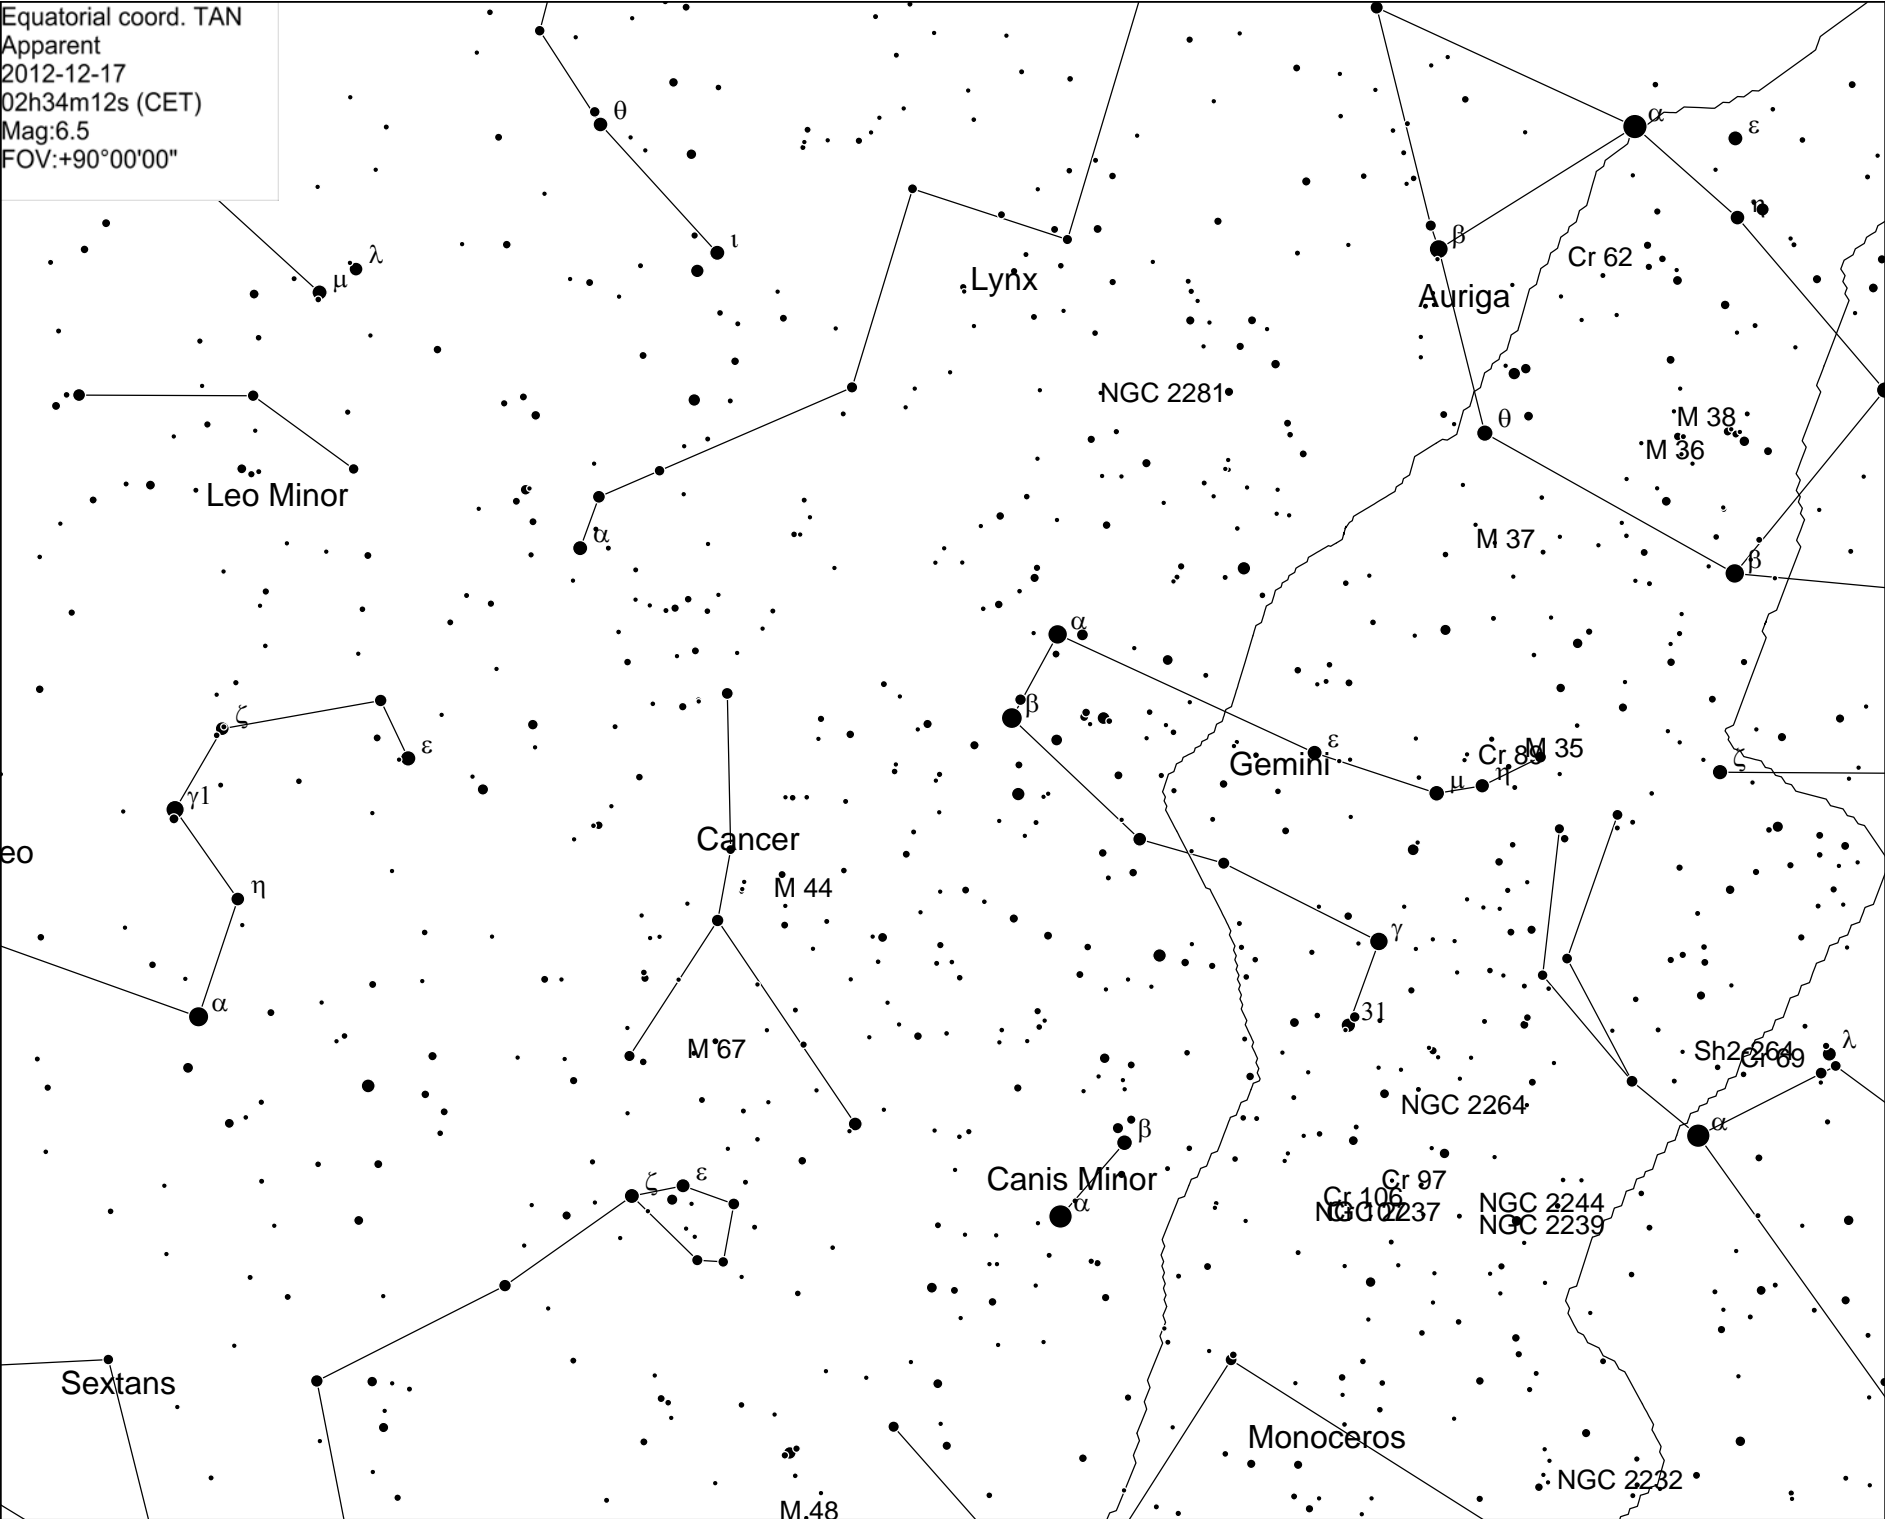 Equatorial coord. TAN
Apparent
2012-12-17
02h34m12s (CET)
Mag:6.5
FOV:+90°00'00"
θ
α
ε
η
ι
λ
μ
β
Cr 62
Lynx
Auriga
NGC 2281
θ
M 38
M 36
Leo Minor
α
M 37
β
α
β
ζ
ε
ε
Gemini
Cr 89
M 35
μ
η
ζ
γ1
Cancer
eo
M 44
η
γ
α
31
M 67
Sh2-264
Cr 69
λ
NGC 2264
α
β
Canis Minor
α
ζ
ε
Cr 97
Cr 106
NGC 2237
NGC 2244
NGC 2239
Sextans
Monoceros
NGC 2232
M 48